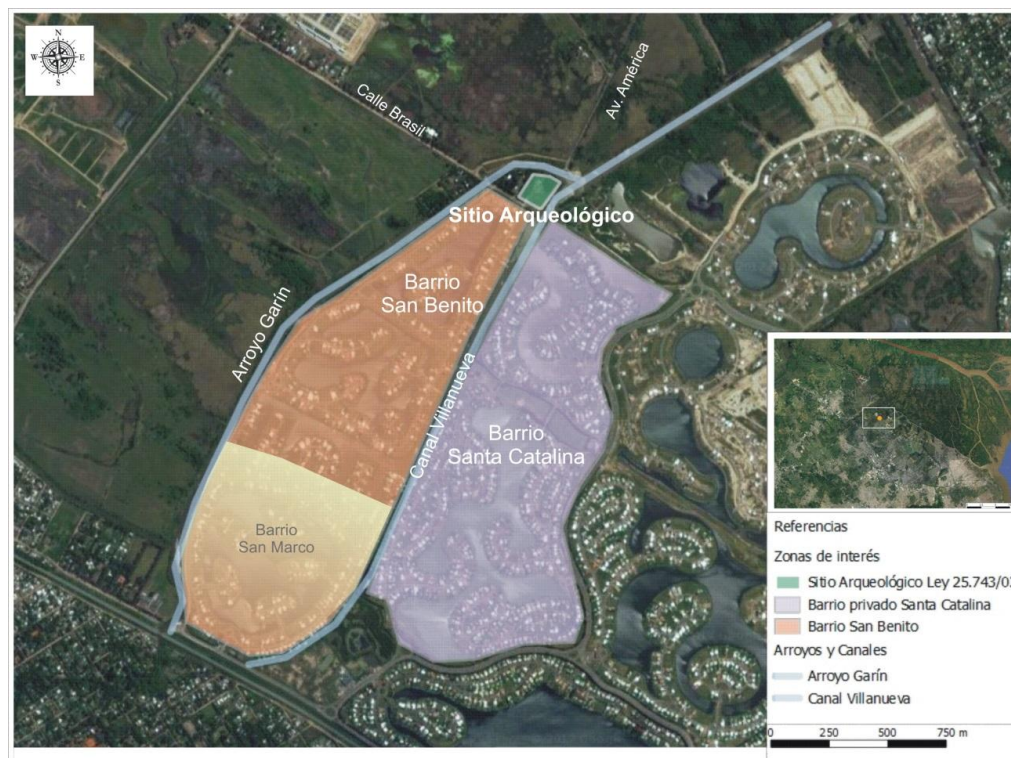 N
W
E
S
Calle Brasil
Av. América
Sitio Arqueológico
Barrio
San Benito
Arroyo Garín
Canal Villanueva
Barrio
Santa Catalina
Barrio
San Marco
Referencias
Zonas de interés
Sitio Arqueológico Ley 25.743/03
Barrio privado Santa Catalina
Barrio San Benito
Arroyos y Canales
Arroyo Garín
Canal Villanueva
0 250 500 750 m